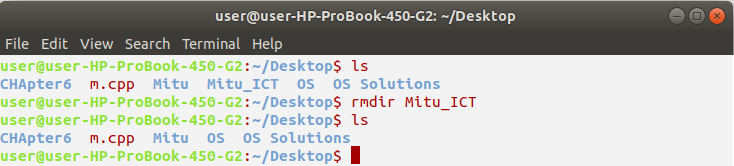 user@user-HP-ProBook-450-G2: ~/Desktop
File Edit View Search Terminal Help
user@user-HP-ProBook-450-G2:~/Desktop$ ls
CHApter6 m.cpp Mitu Mitu_ICT OS OS Solutions
user@user-HP-ProBook-450-G2:~/Desktop$ rmdir Mitu_ICT
user@user-HP-ProBook-450-G2:~/Desktop$ ls
CHApter6 m.cpp Mitu OS OS Solutions
user@user-HP-ProBook-450-G2:~/Desktop$